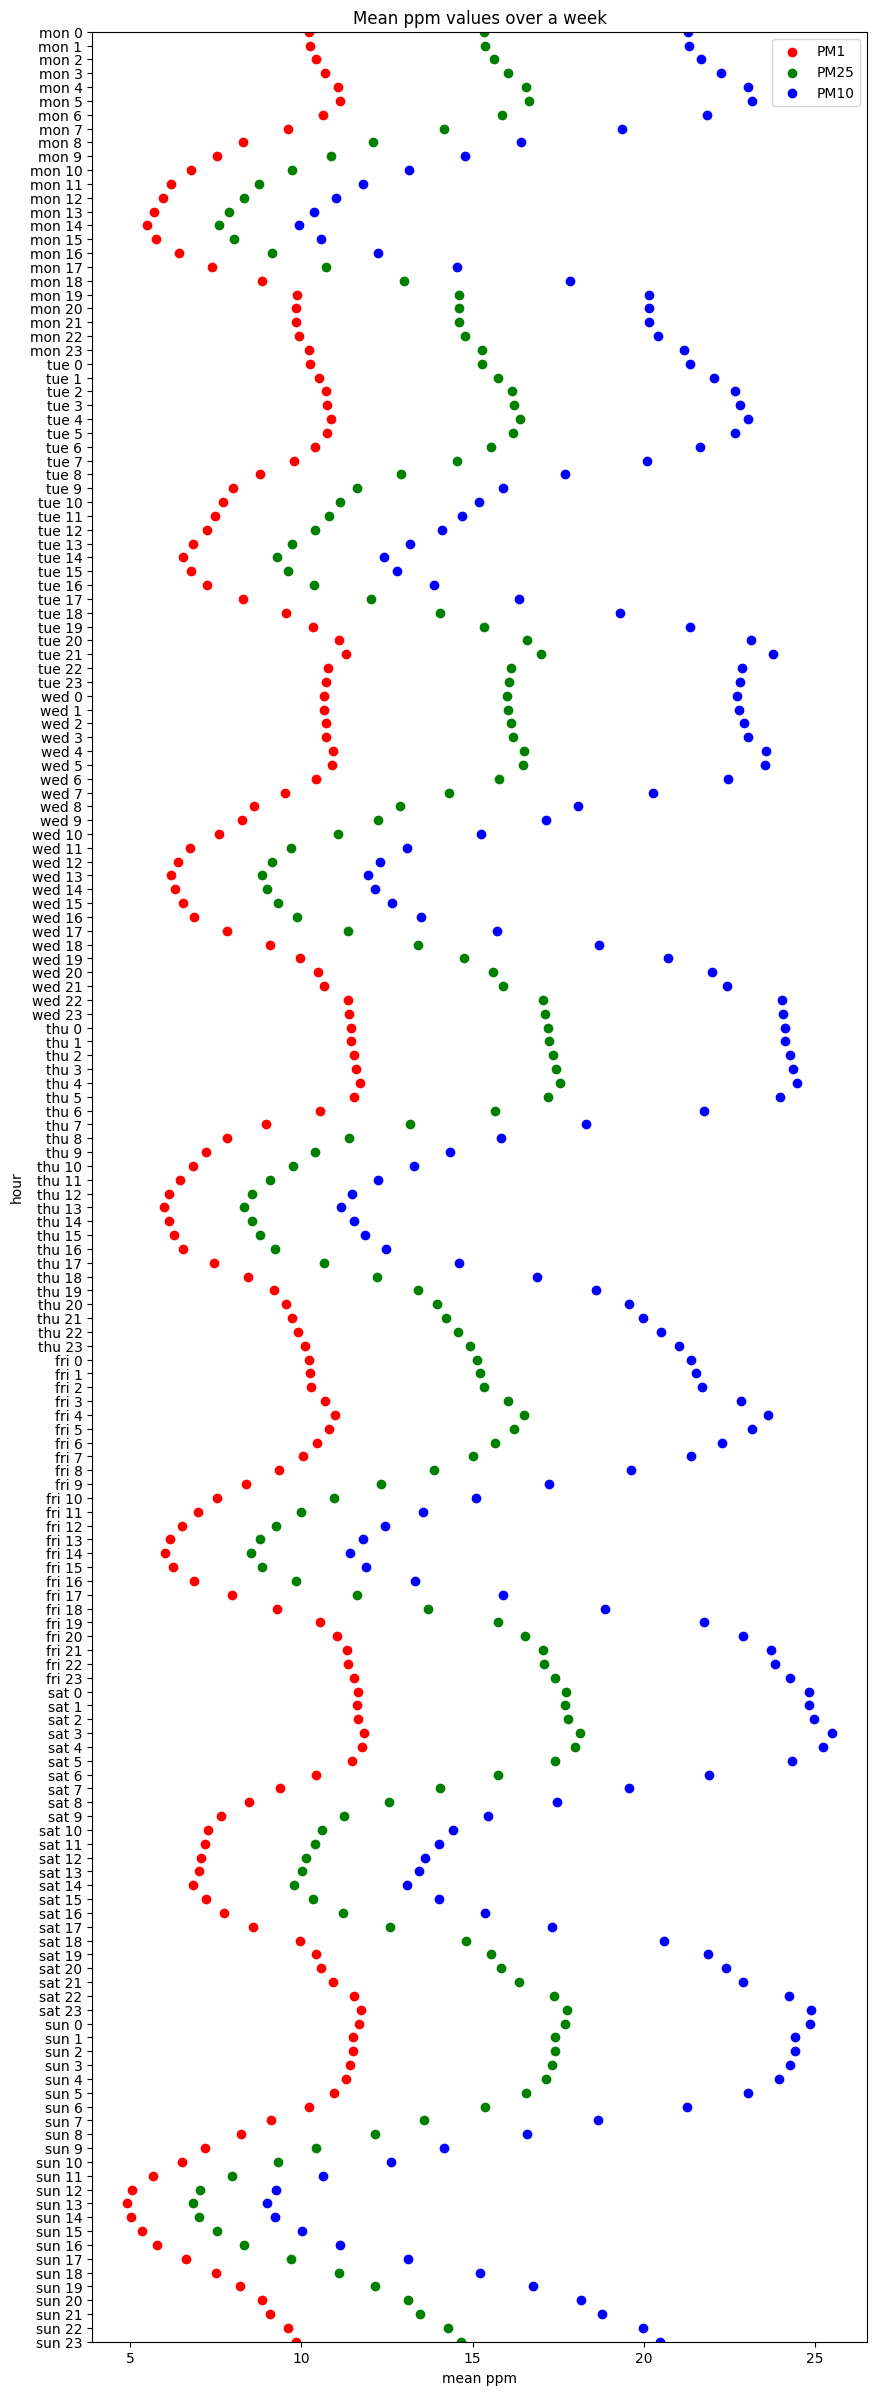 Mean ppm values over a week
PM1
PM25
PM10
mon 0
mon 1
mon 2
mon 3
mon 4
mon 5
mon 6
mon 7
mon 8
mon 9
mon 10
mon 11
mon 12
mon 13
mon 14
mon 15
mon 16
mon 17
mon 18
mon 19
mon 20
mon 21
mon 22
mon 23
tue 0
tue 1
tue 2
tue 3
tue 4
tue 5
tue 6
tue 7
tue 8
tue 9
tue 10
tue 11
tue 12
tue 13
tue 14
tue 15
tue 16
tue 17
tue 18
tue 19
tue 20
tue 21
tue 22
tue 23
wed 0
wed 1
wed 2
wed 3
wed 4
wed 5
wed 6
wed 7
wed 8
wed 9
wed 10
wed 11
wed 12
wed 13
wed 14
wed 15
wed 16
wed 17
wed 18
wed 19
wed 20
wed 21
wed 22
wed 23
thu 0
thu 1
thu 2
thu 3
thu 4
thu 5
thu 6
thu 7
thu 8
thu 9
thu 10
thu 11
thu 12
thu 13
thu 14
thu 15
thu 16
thu 17
thu 18
thu 19
thu 20
thu 21
thu 22
thu 23
fri 0
fri 1
fri 2
fri 3
fri 4
fri 5
fri 6
fri 7
fri 8
fri 9
fri 10
fri 11
fri 12
fri 13
fri 14
fri 15
fri 16
fri 17
fri 18
fri 19
fri 20
fri 21
fri 22
fri 23
sat 0
sat 1
sat 2
sat 3
sat 4
sat 5
sat 6
sat 7
sat 8
sat 9
sat 10
sat 11
sat 12
sat 13
sat 14
sat 15
sat 16
sat 17
sat 18
sat 19
sat 20
sat 21
sat 22
sat 23
sun 0
sun 1
sun 2
sun 3
sun 4
sun 5
sun 6
sun 7
sun 8
sun 9
sun 10
sun 11
sun 12
sun 13
sun 14
sun 15
sun 16
sun 17
sun 18
sun 19
sun 20
sun 21
sun 22
sun 23
hour
5 10 15 20 25
mean ppm